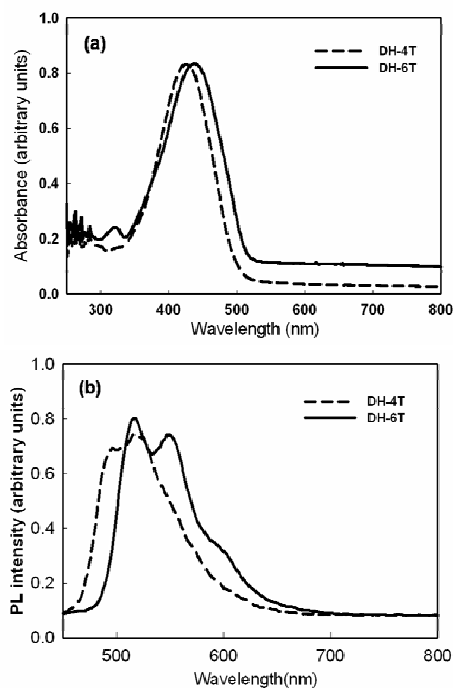 (a)
DH-4T
DH-6T
Absorbance (arbitrary units)
1.0
0.8
0.6
0.4
0.2
0.0
300 400 500 600 700 800
Wavelength (nm)
(b)
DH-4T
DH-6T
PL intensity (arbitrary units)
1.0
0.8
0.6
0.4
0.2
0.0
500 600 700 800
Wavelength(nm)